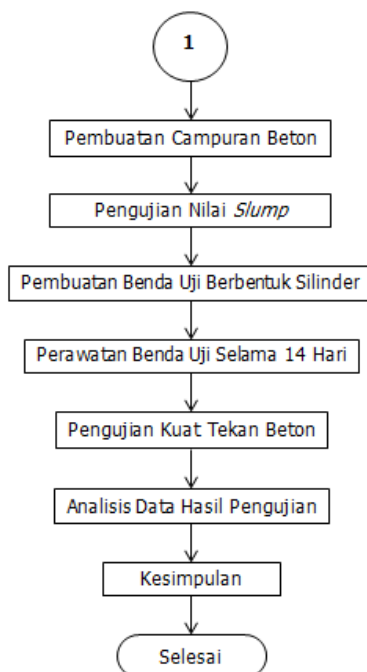 1
Pembuatan Campuran Beton
Pengujian Nilai Slump
Pembuatan Benda Uji Berbentuk Silinder
Perawatan Benda Uji Selama 14 Hari
Pengujian Kuat Tekan Beton
Analisis Data Hasil Pengujian
Kesimpulan
Selesai